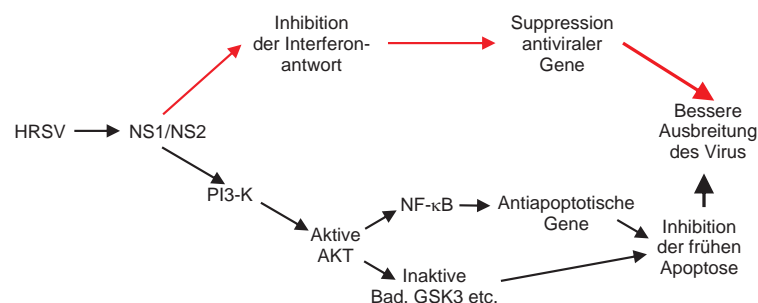 Inhibition
der Interferon-
antwort
Suppression
antiviraler
Gene
Bessere
Ausbreitung
des Virus
HRSV
NS1/NS2
PI3-K
NF-κB
Antiapoptotische
Gene
Aktive
AKT
Inhibition
der frühen
Apoptose
Inaktive
Bad, GSK3 etc.